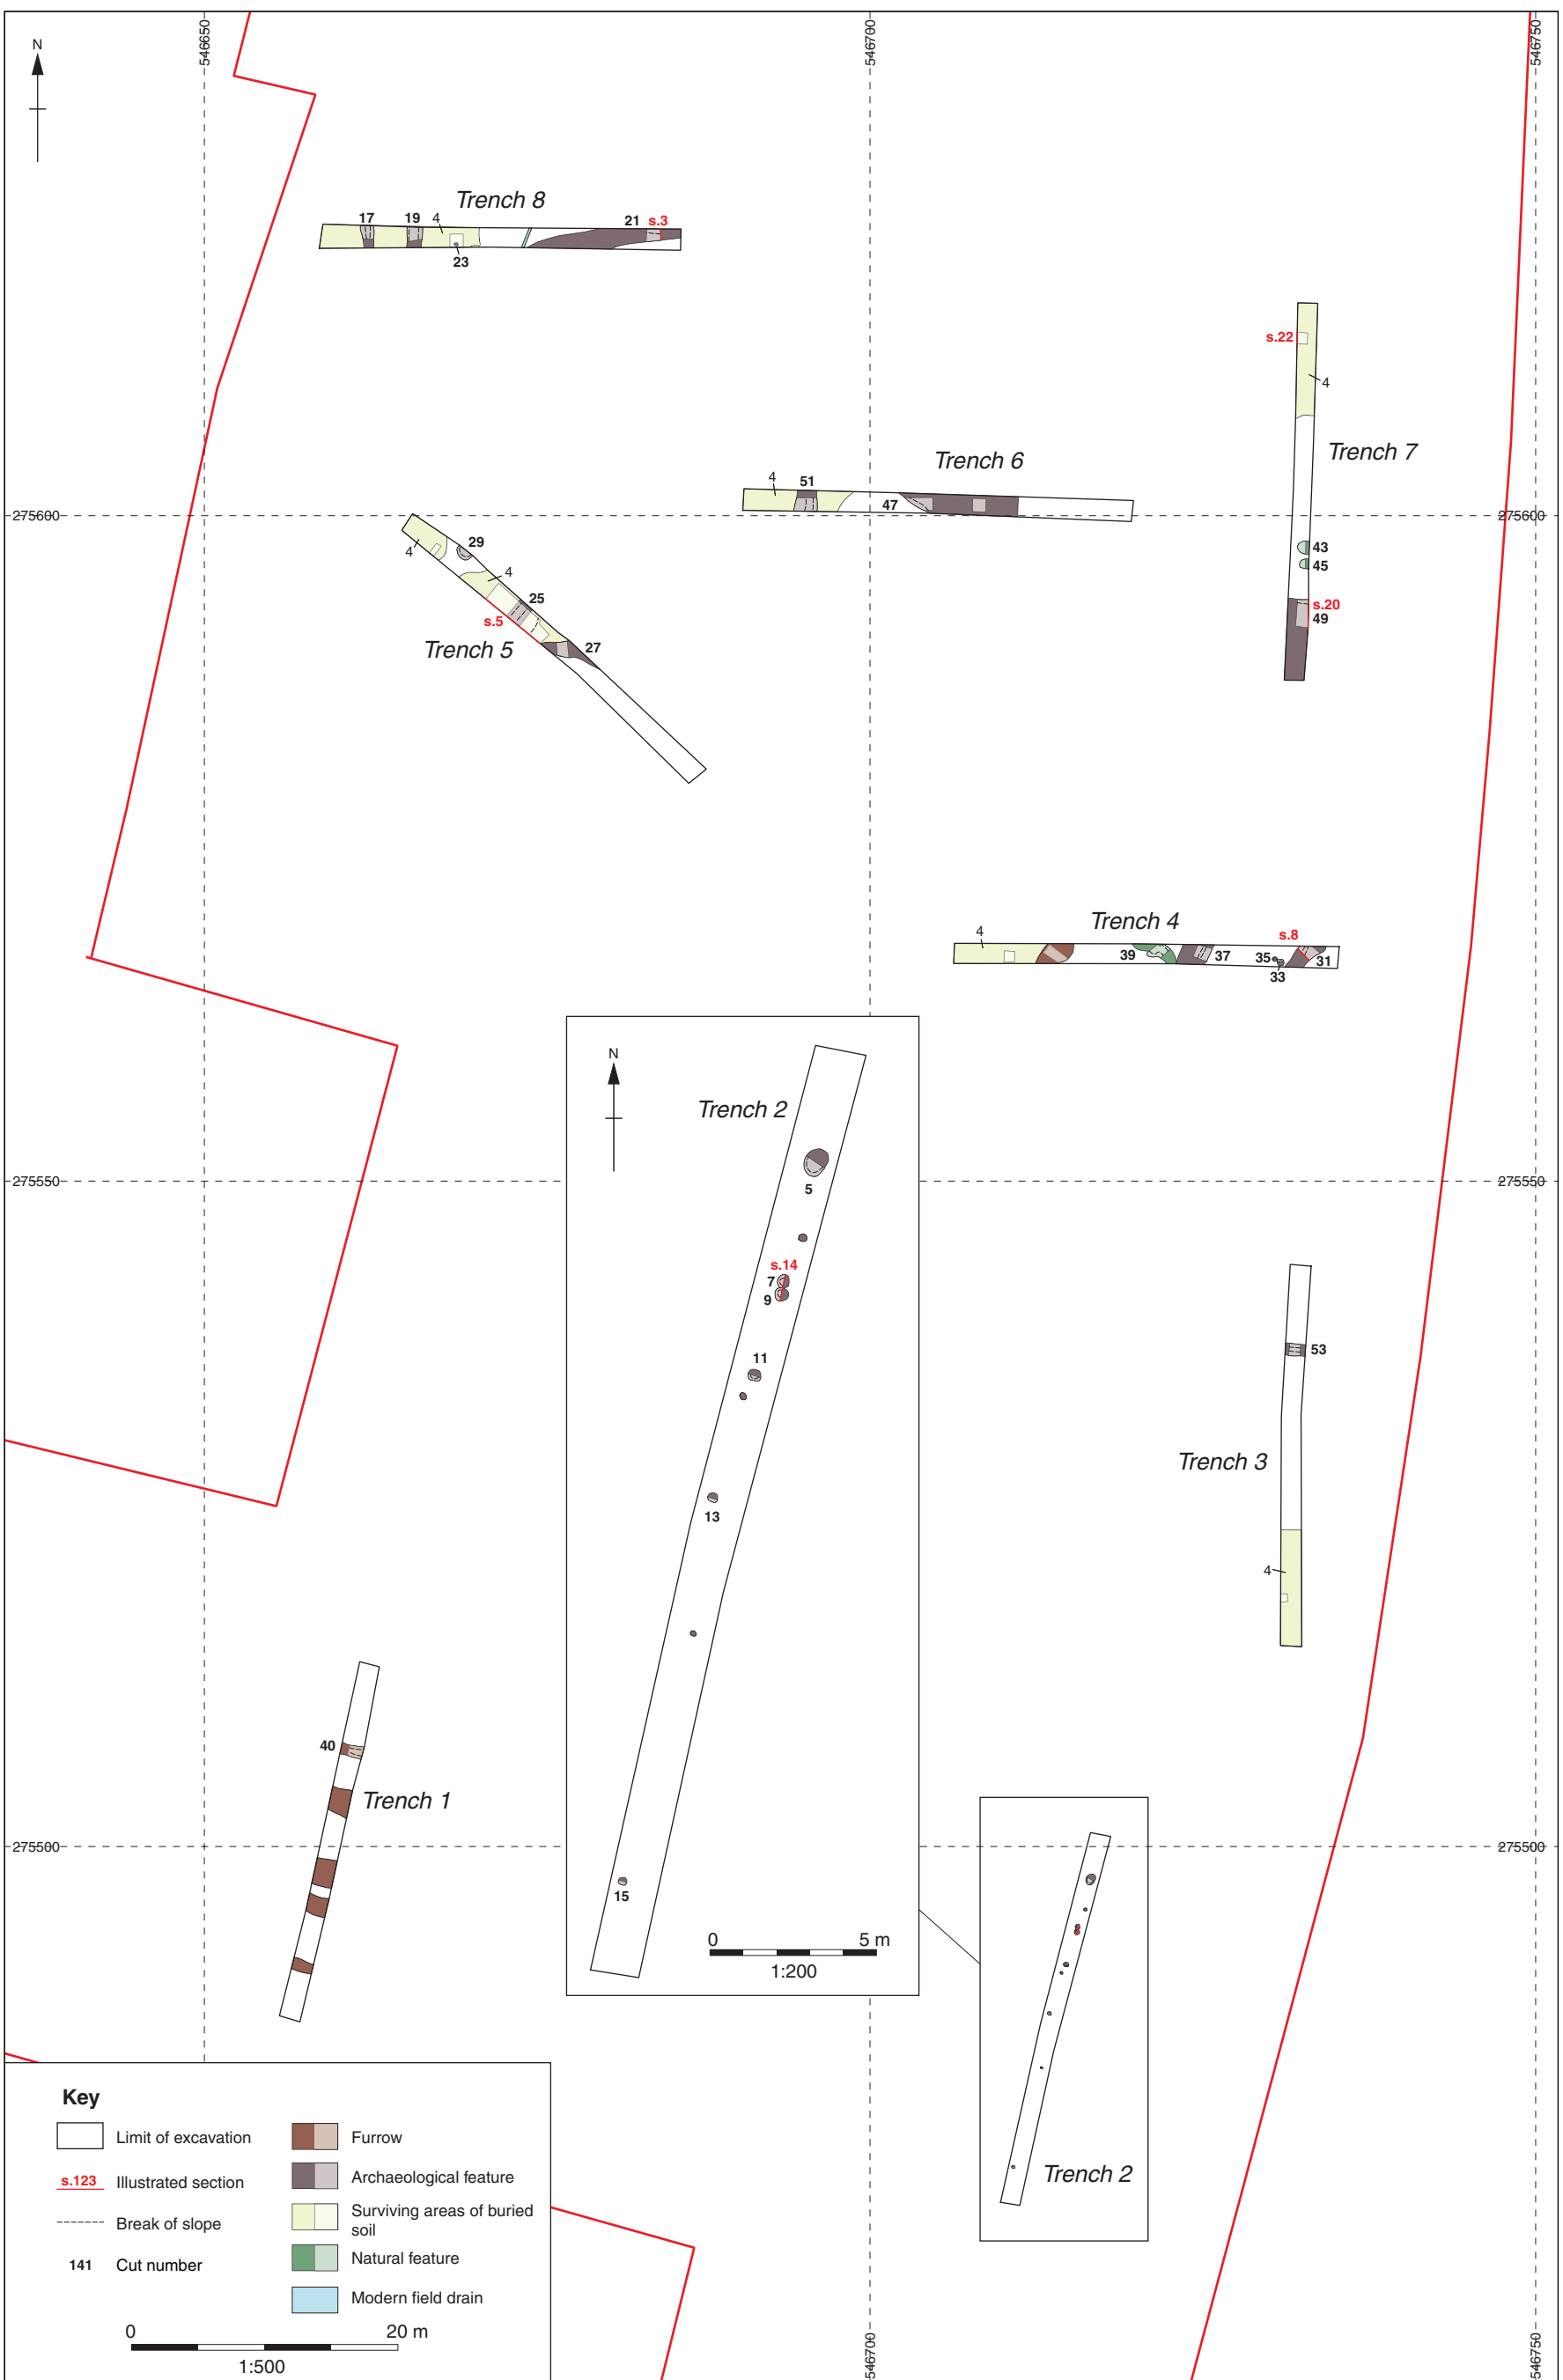 546650
546700
546750
N
Trench 8
17
19
4
21
s.3
23
s.22
4
Trench 7
Trench 6
4
51
47
275600
275600
29
4
4
25
s.5
27
Trench 5
43
45
s.20
49
Trench 4
4
s.8
39
37
35
33
31
N
Trench 2
5
s.14
7
9
11
13
15
0
5 m
1:200
275550
275550
53
Trench 3
4
40
Trench 1
275500
275500
Trench 2
Key
Limit of excavation
s.123
Illustrated section
Break of slope
141
Cut number
Furrow
Archaeological feature
Surviving areas of buried
soil
Natural feature
Modern field drain
0
20 m
1:500
546700
546750